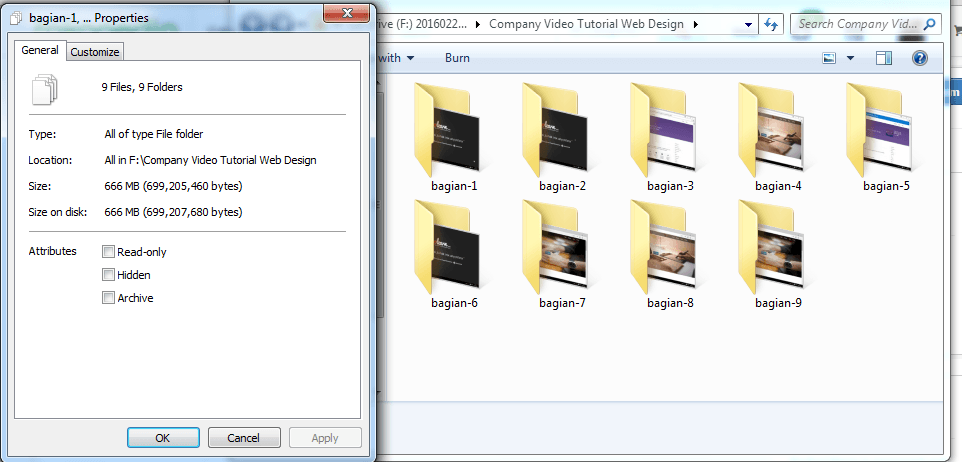 bagian-1, ... Properties
General
Customize
9 Files, 9 Folders
Type:
All of type File folder
Location:
All in F:\Company Video Tutorial Web Design
Size:
666 MB (699,205,460 bytes)
Size on disk:
666 MB (699,207,680 bytes)
Attributes
Read-only
Hidden
Archive
OK
Cancel
Apply
(F:) 2016022...
Company Video Tutorial Web Design
Search Company Vid...
with
Burn
bagian-1
bagian-2
bagian-3
bagian-4
bagian-5
bagian-6
bagian-7
bagian-8
bagian-9